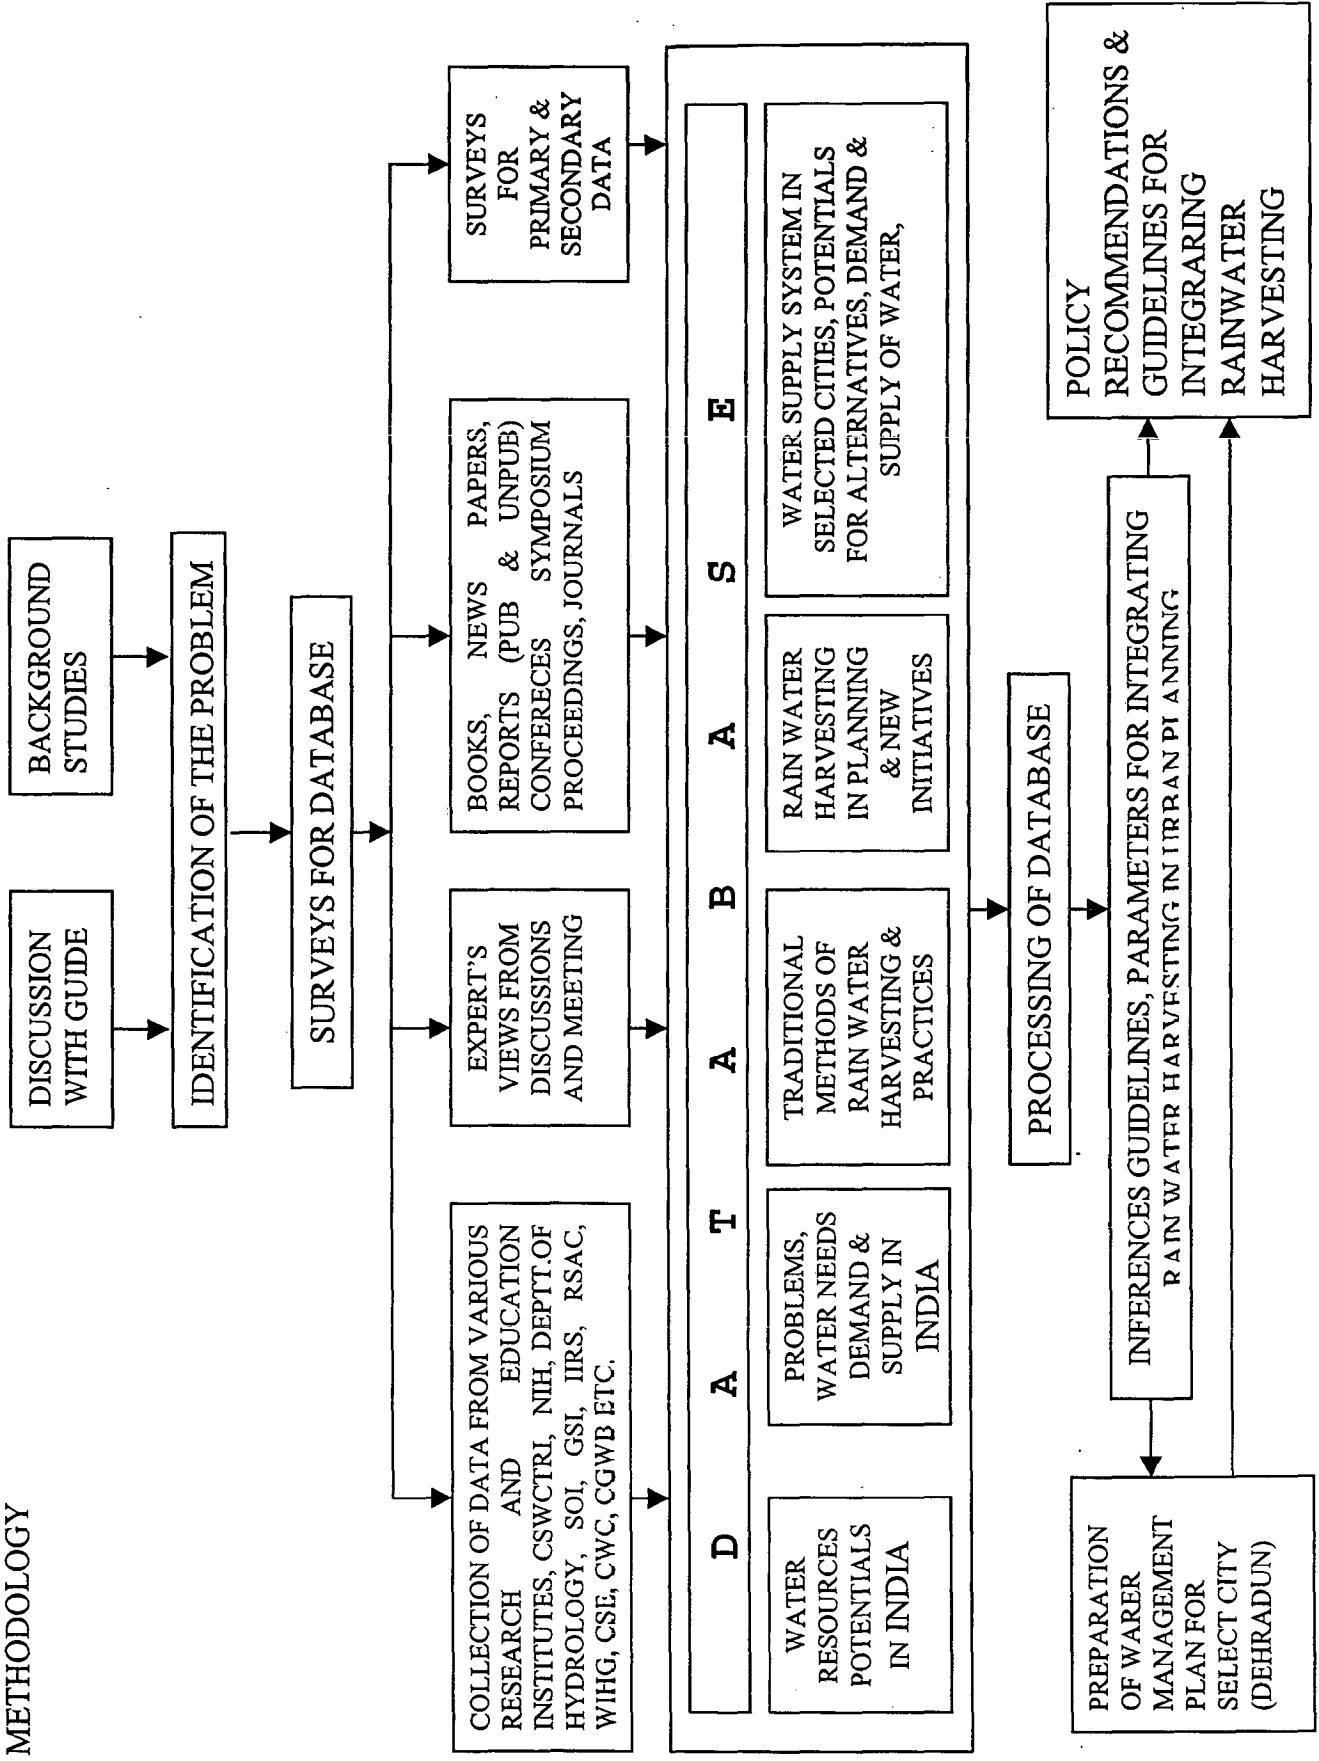 METHODOLOGY
DISCUSSION
WITH GUIDE
BACKGROUND
STUDIES
IDENTIFICATION OF THE PROBLEM
SURVEYS FOR DATABASE
COLLECTION OF DATA FROM VARIOUS
RESEARCH AND EDUCATION
INSTITUTES, CSWCTRI, NIH, DEPTT.OF
HYDROLOGY, SOI, GSI, IIRS, RSAC,
WIHG, CSE, CWC, CGWB ETC.
EXPERT'S
VIEWS FROM
DISCUSSIONS
AND MEETING
BOOKS, NEWS PAPERS,
REPORTS (PUB & UNPUB)
CONFERECES SYMPOSIUM
PROCEEDINGS, JOURNALS
SURVEYS
FOR
PRIMARY &
SECONDARY
DATA
D A T A B A S E
WATER
RESOURCES
POTENTIALS
IN INDIA
PROBLEMS,
WATER NEEDS
DEMAND &
SUPPLY IN
INDIA
TRADITIONAL
METHODS OF
RAIN WATER
HARVESTING &
PRACTICES
RAIN WATER
HARVESTING
IN PLANNING
& NEW
INITIATIVES
WATER SUPPLY SYSTEM IN
SELECTED CITIES, POTENTIALS
FOR ALTERNATIVES, DEMAND &
SUPPLY OF WATER,
PROCESSING OF DATABASE
INFERENCES GUIDELINES, PARAMETERS FOR INTEGRATING
RAIN WATER HARVESTING IN URBAN PLANNING
PREPARATION
OF WARER
MANAGEMENT
PLAN FOR
SELECT CITY
(DEHRADUN)
POLICY
RECOMMENDATIONS &
GUIDELINES FOR
INTEGRARING
RAINWATER
HARVESTING